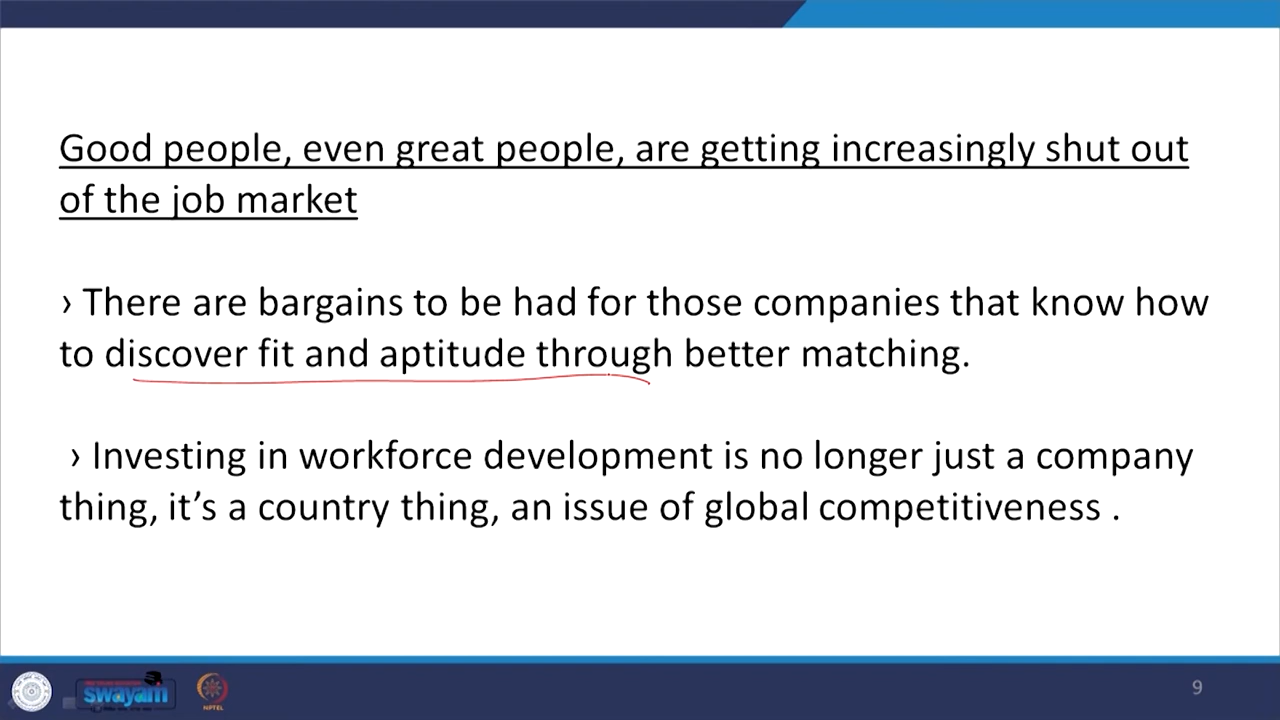 Good people, even great people, are getting increasingly shut out
of the job market
› There are bargains to be had for those companies that know how
to discover fit and aptitude through better matching.
› Investing in workforce development is no longer just a company
thing, it’s a country thing, an issue of global competitiveness .
swayam
NPTEL
9